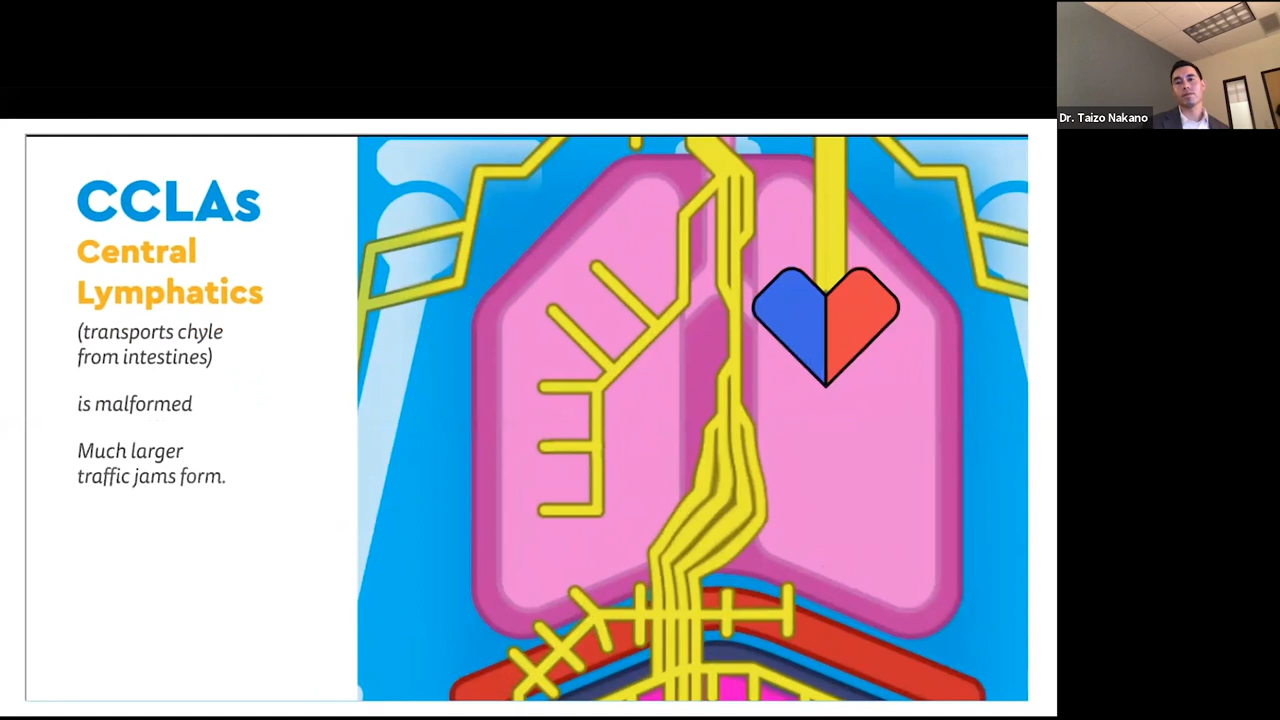 CCLAs
Central
Lymphatics
(transports chyle
from intestines)
is malformed
Much larger
traffic jams form.
Dr. Taizo Nakano